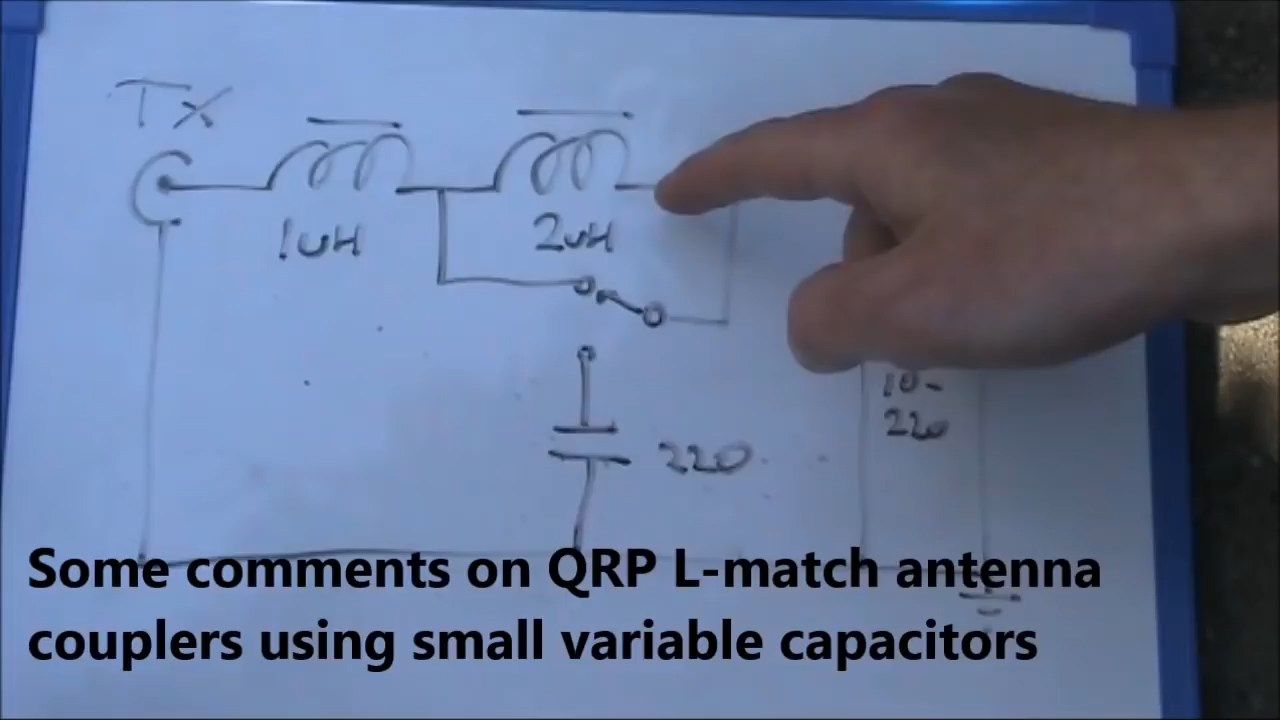 TX
1uH
2uH
10-
220
220
Some comments on QRP L-match antenna
couplers using small variable capacitors